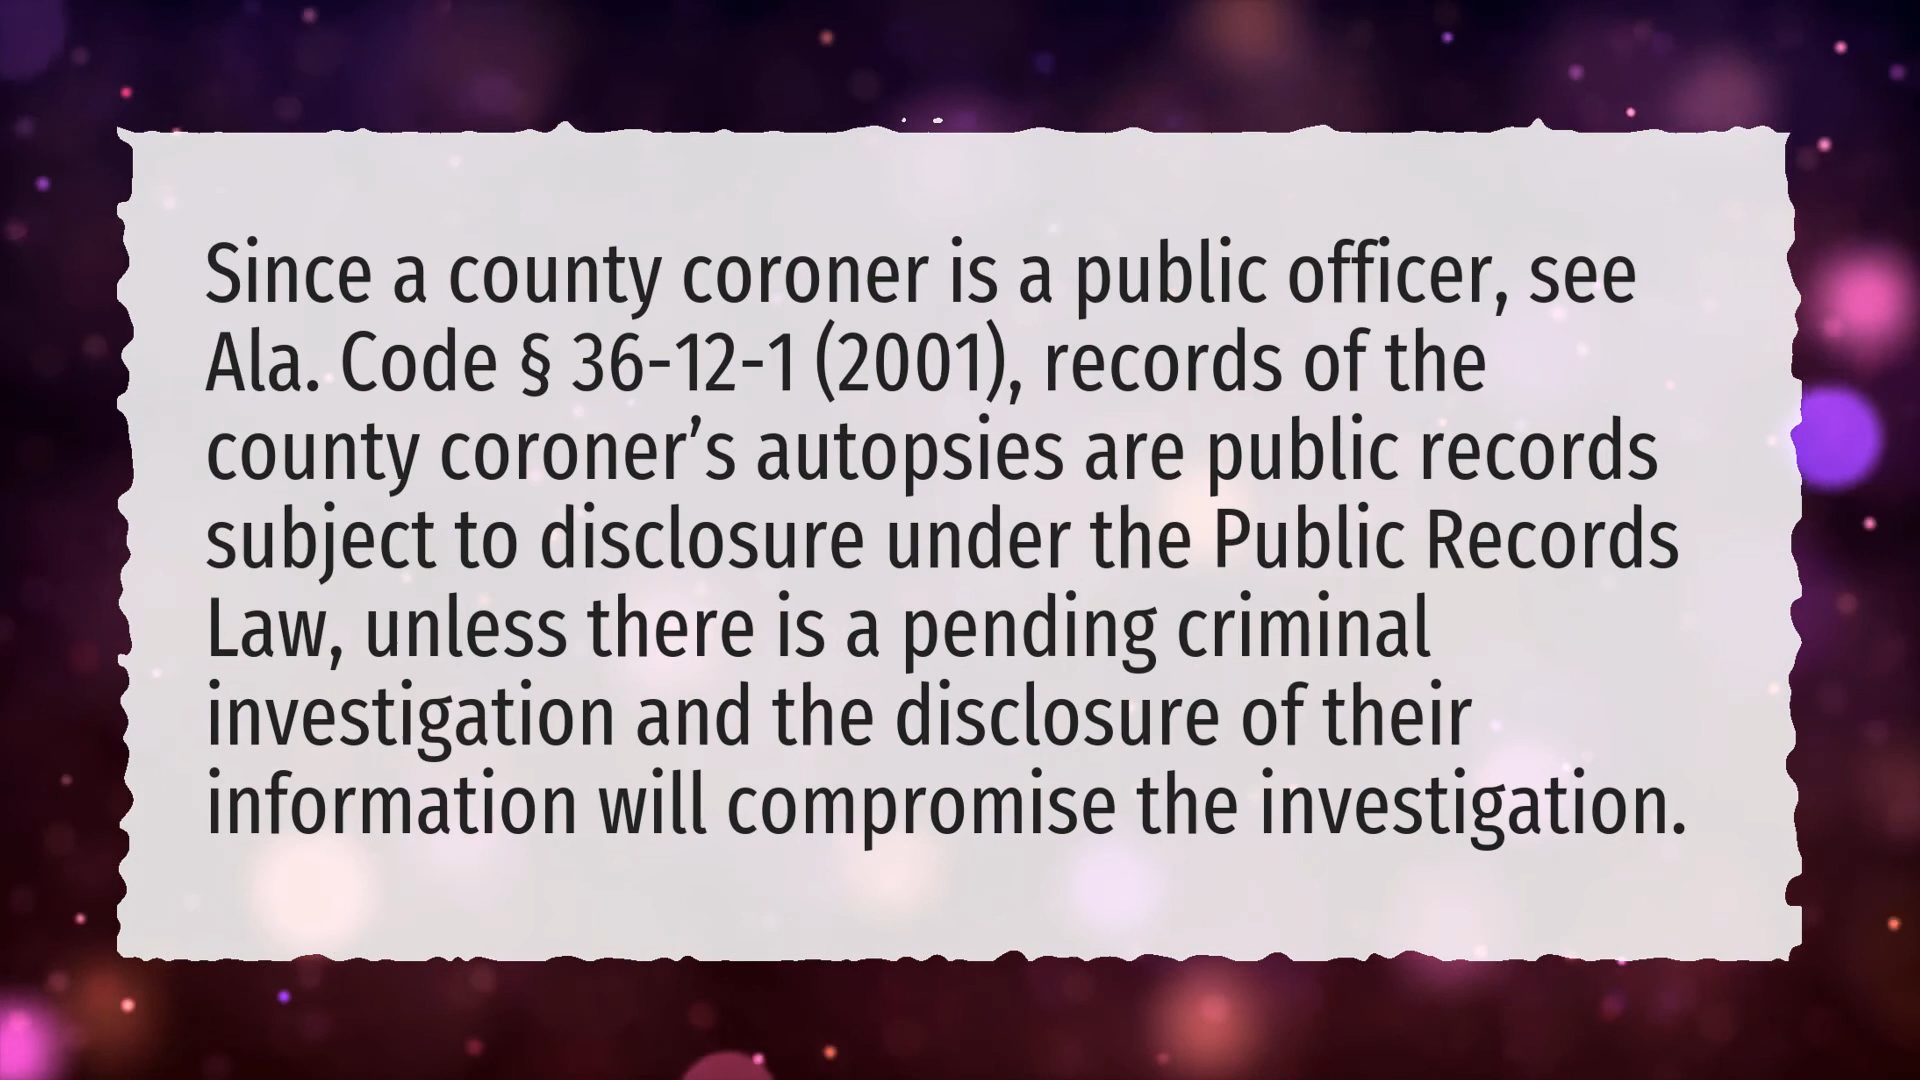 Since a county coroner is a public officer, see
Ala. Code § 36-12-1 (2001), records of the
county coroner’s autopsies are public records
subject to disclosure under the Public Records
Law, unless there is a pending criminal
investigation and the disclosure of their
information will compromise the investigation.